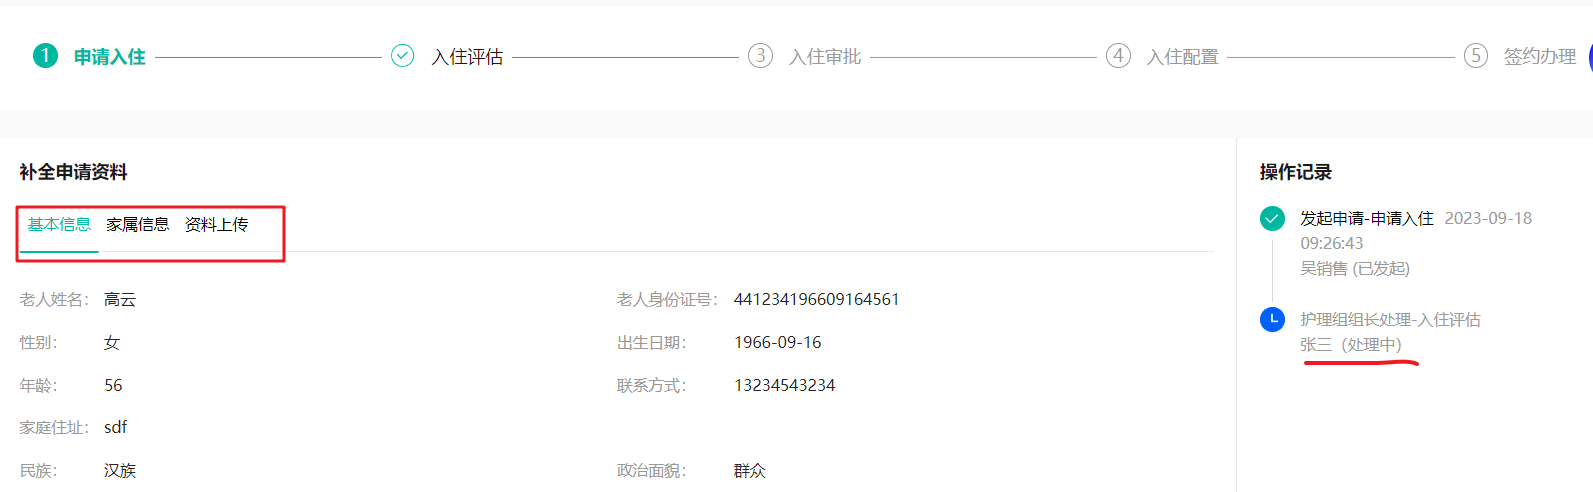 1 申请入住 入住评估 3 入住审批 4 入住配置 5 签约办理
补全申请资料
基本信息 家属信息 资料上传
老人姓名： 高云 老人身份证号： 441234196609164561
性别： 女 出生日期： 1966-09-16
年龄： 56 联系方式： 13234543234
家庭住址： sdf
民族： 汉族 政治面貌： 群众
操作记录
发起申请-申请入住 2023-09-18
09:26:43
吴销售 (已发起)
护理组组长处理-入住评估
张三（处理中）